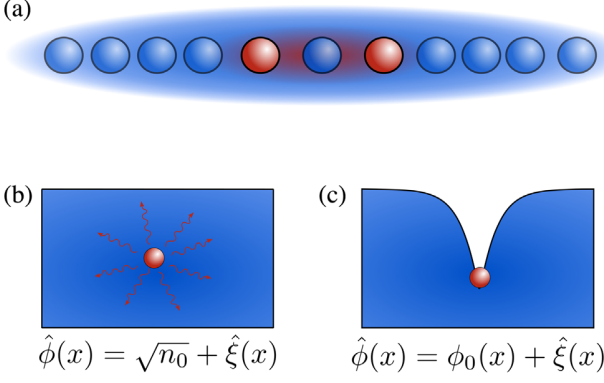 (a)
(b)
(c)
$\hat{\phi}(x) = \sqrt{n_0} + \hat{\xi}(x)$
$\hat{\phi}(x) = \phi_0(x) + \hat{\xi}(x)$